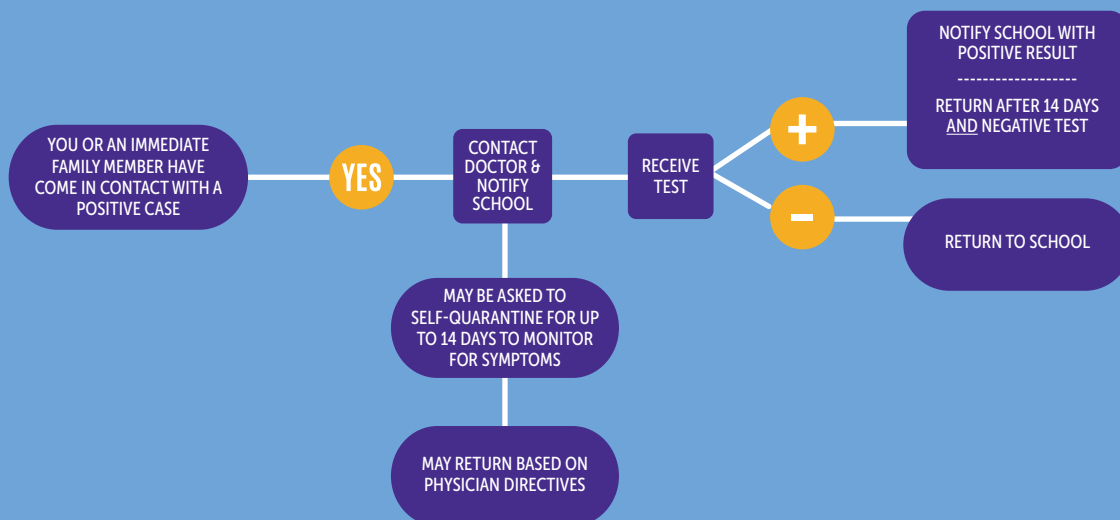 YOU OR AN IMMEDIATE
FAMILY MEMBER HAVE
COME IN CONTACT WITH A
POSITIVE CASE
YES
CONTACT
DOCTOR &
NOTIFY
SCHOOL
RECEIVE
TEST
+
NOTIFY SCHOOL WITH
POSITIVE RESULT
-------------------
RETURN AFTER 14 DAYS
AND NEGATIVE TEST
-
RETURN TO SCHOOL
MAY BE ASKED TO
SELF-QUARANTINE FOR UP
TO 14 DAYS TO MONITOR
FOR SYMPTOMS
MAY RETURN BASED ON
PHYSICIAN DIRECTIVES